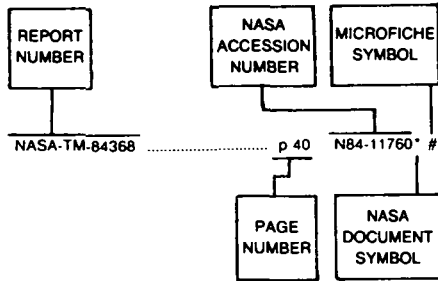 REPORT
NUMBER
NASA
ACCESSION
NUMBER
MICROFICHE
SYMBOL
NASA-TM-84368 .................... p 40 N84-11760* #
PAGE
NUMBER
NASA
DOCUMENT
SYMBOL